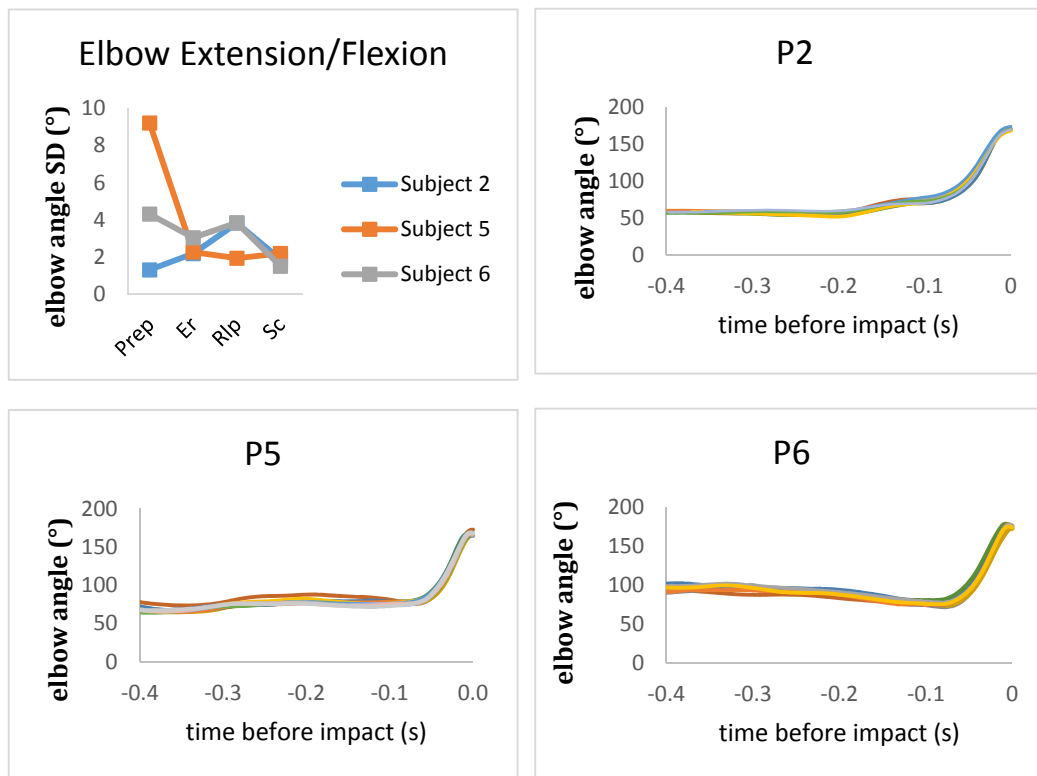 Elbow Extension/Flexion
elbow angle SD (°)
10
8
6
4
2
0
Prep
Er
Rlp
Sc
Subject 2
Subject 5
Subject 6
P2
elbow angle (°)
200
150
100
50
0
-0.4
-0.3
-0.2
-0.1
0
time before impact (s)
P5
elbow angle (°)
200
150
100
50
0
-0.4
-0.3
-0.2
-0.1
0.0
time before impact (s)
P6
elbow angle (°)
200
150
100
50
0
-0.4
-0.3
-0.2
-0.1
0
time before impact (s)